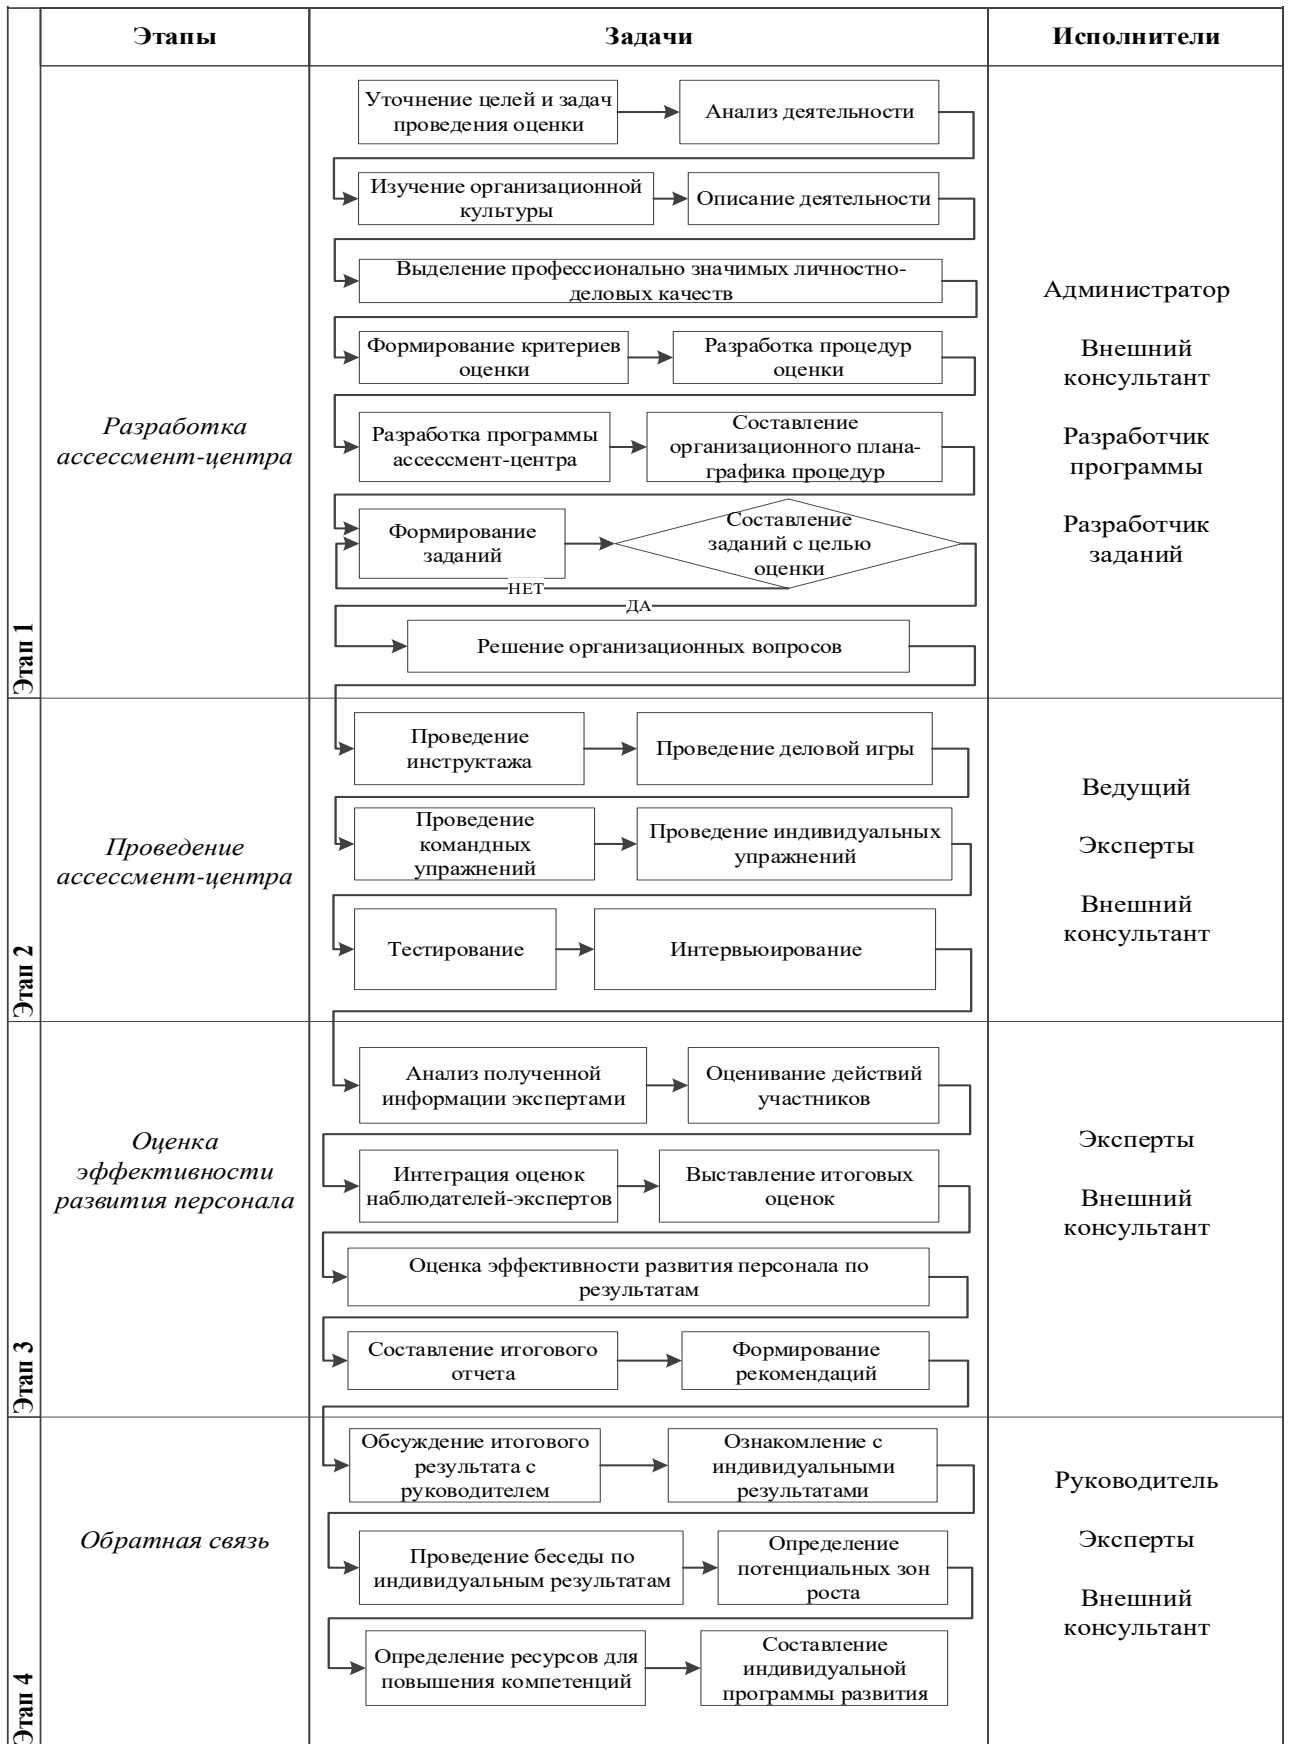 Этапы
Задачи
Исполнители
Этап 1
Разработка
ассессмент-центра
Уточнение целей и задач
проведения оценки
Анализ деятельности
Изучение организационной
культуры
Описание деятельности
Выделение профессионально значимых личностно-
деловых качеств
Формирование критериев
оценки
Разработка процедур
оценки
Разработка программы
ассессмент-центра
Составление
организационного плана-
графика процедур
Формирование
заданий
Составление
заданий с целью
оценки
НЕТ
ДА
Решение организационных вопросов
Администратор
Внешний
консультант
Разработчик
программы
Разработчик
заданий
Этап 2
Проведение
ассессмент-центра
Проведение
инструктажа
Проведение деловой игры
Проведение
командных
упражнений
Проведение индивидуальных
упражнений
Тестирование
Интервьюирование
Ведущий
Эксперты
Внешний
консультант
Этап 3
Оценка
эффективности
развития персонала
Анализ полученной
информации экспертами
Оценивание действий
участников
Интеграция оценок
наблюдателей-экспертов
Выставление итоговых
оценок
Оценка эффективности развития персонала по
результатам
Составление итогового
отчета
Формирование
рекомендаций
Эксперты
Внешний
консультант
Этап 4
Обратная связь
Обсуждение итогового
результата с
руководителем
Ознакомление с
индивидуальными
результатами
Проведение беседы по
индивидуальным результатам
Определение
потенциальных зон
роста
Определение ресурсов для
повышения компетенций
Составление
индивидуальной
программы развития
Руководитель
Эксперты
Внешний
консультант